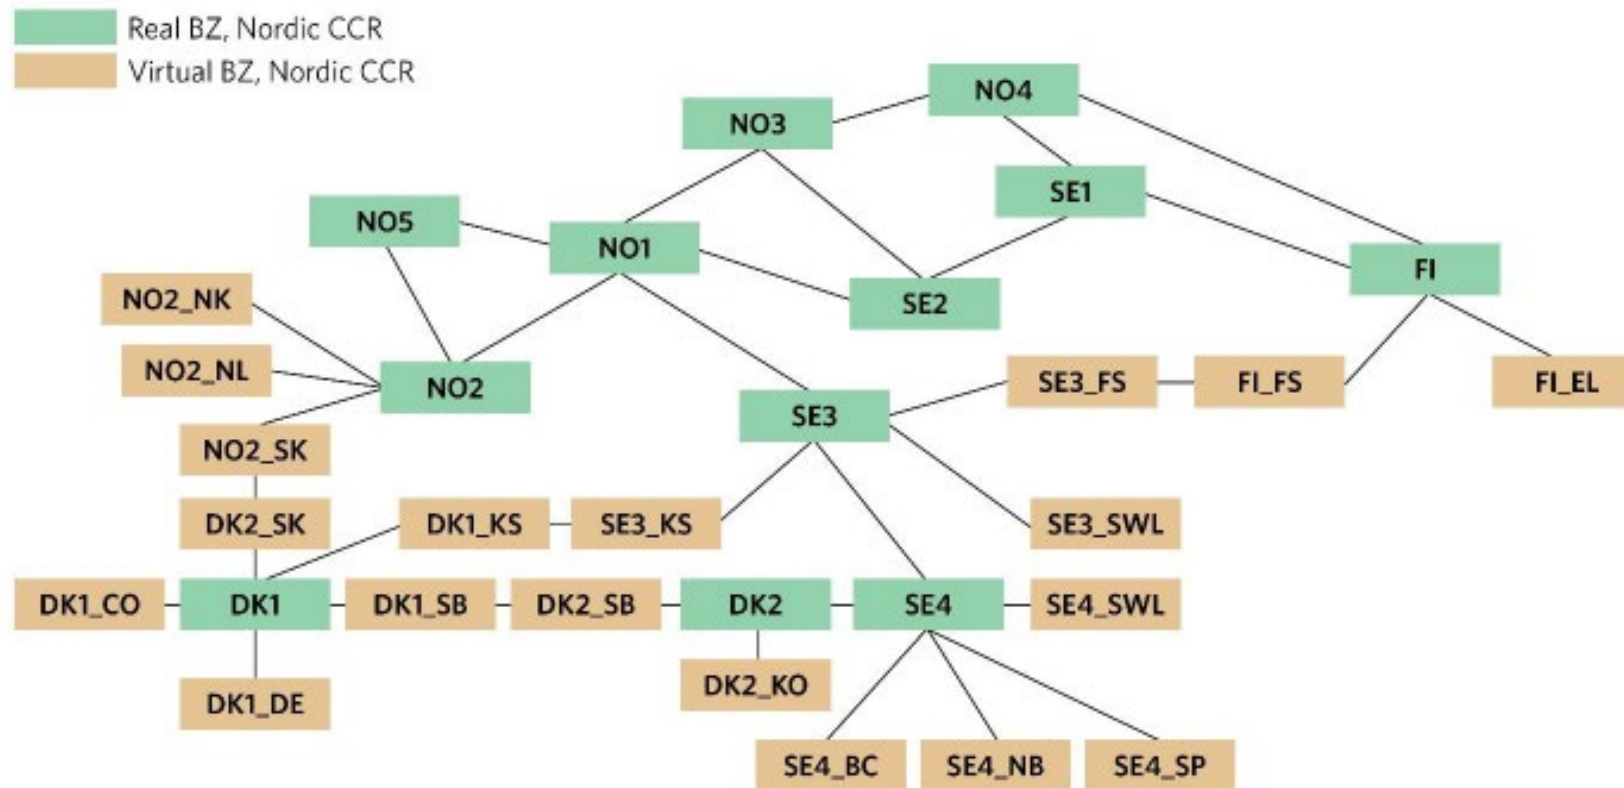 Real BZ, Nordic CCR
Virtual BZ, Nordic CCR
NO4
NO3
SE1
NO5
NO1
FI
NO2_NK
SE2
NO2_NL
NO2
SE3_FS
FI_FS
FI_EL
SE3
NO2_SK
DK2_SK
DK1_KS
SE3_KS
SE3_SWL
DK1_CO
DK1
DK1_SB
DK2_SB
DK2
SE4
SE4_SWL
DK2_KO
DK1_DE
SE4_BC
SE4_NB
SE4_SP